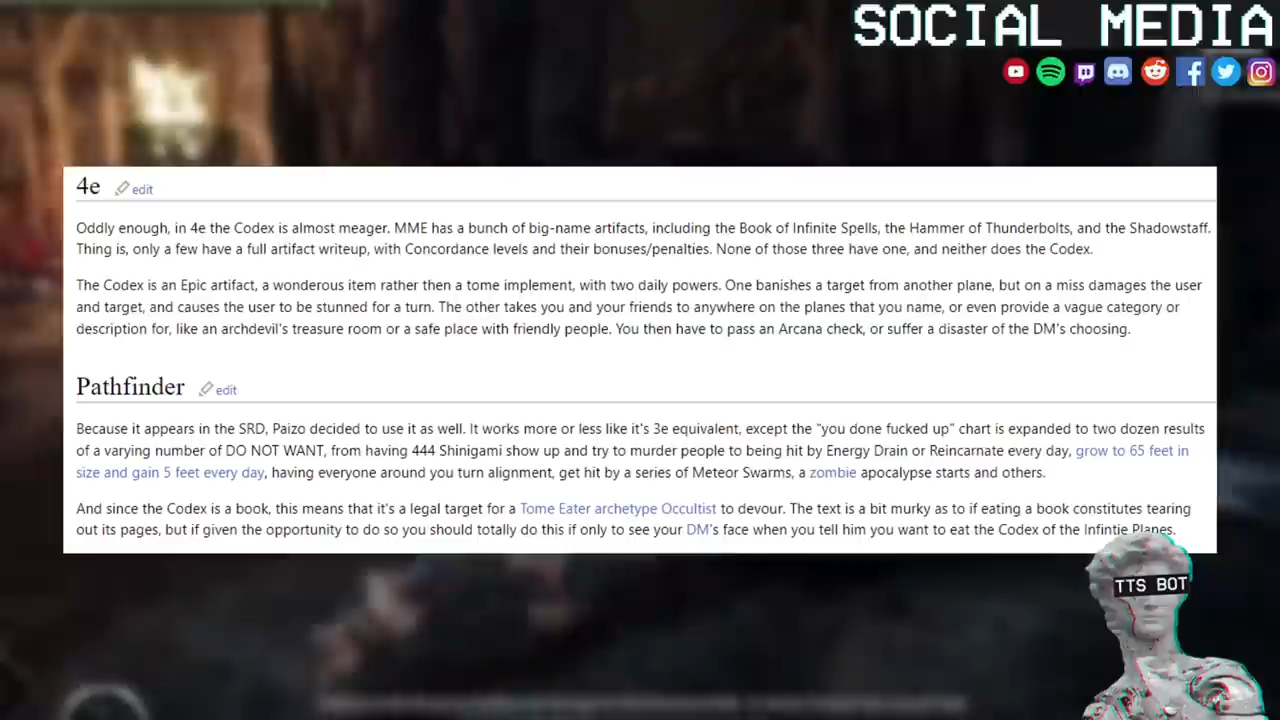 SOCIAL MEDIA
4e edit
Oddly enough, in 4e the Codex is almost meager. MME has a bunch of big-name artifacts, including the Book of Infinite Spells, the Hammer of Thunderbolts, and the Shadowstaff.
Thing is, only a few have a full artifact writeup, with Concordance levels and their bonuses/penalties. None of those three have one, and neither does the Codex.
The Codex is an Epic artifact, a wonderous item rather then a tome implement, with two daily powers. One banishes a target from another plane, but on a miss damages the user
and target, and causes the user to be stunned for a turn. The other takes you and your friends to anywhere on the planes that you name, or even provide a vague category or
description for, like an archdevil's treasure room or a safe place with friendly people. You then have to pass an Arcana check, or suffer a disaster of the DM's choosing.
Pathfinder edit
Because it appears in the SRD, Paizo decided to use it as well. It works more or less like it's 3e equivalent, except the "you done fucked up" chart is expanded to two dozen results
of a varying number of DO NOT WANT, from having 444 Shinigami show up and try to murder people to being hit by Energy Drain or Reincarnate every day, grow to 65 feet in
size and gain 5 feet every day, having everyone around you turn alignment, get hit by a series of Meteor Swarms, a zombie apocalypse starts and others.
And since the Codex is a book, this means that it's a legal target for a Tome Eater archetype Occultist to devour. The text is a bit murky as to if eating a book constitutes tearing
out its pages, but if given the opportunity to do so you should totally do this if only to see your DM's face when you tell him you want to eat the Codex of the Infintie Planes.
TTS BOT